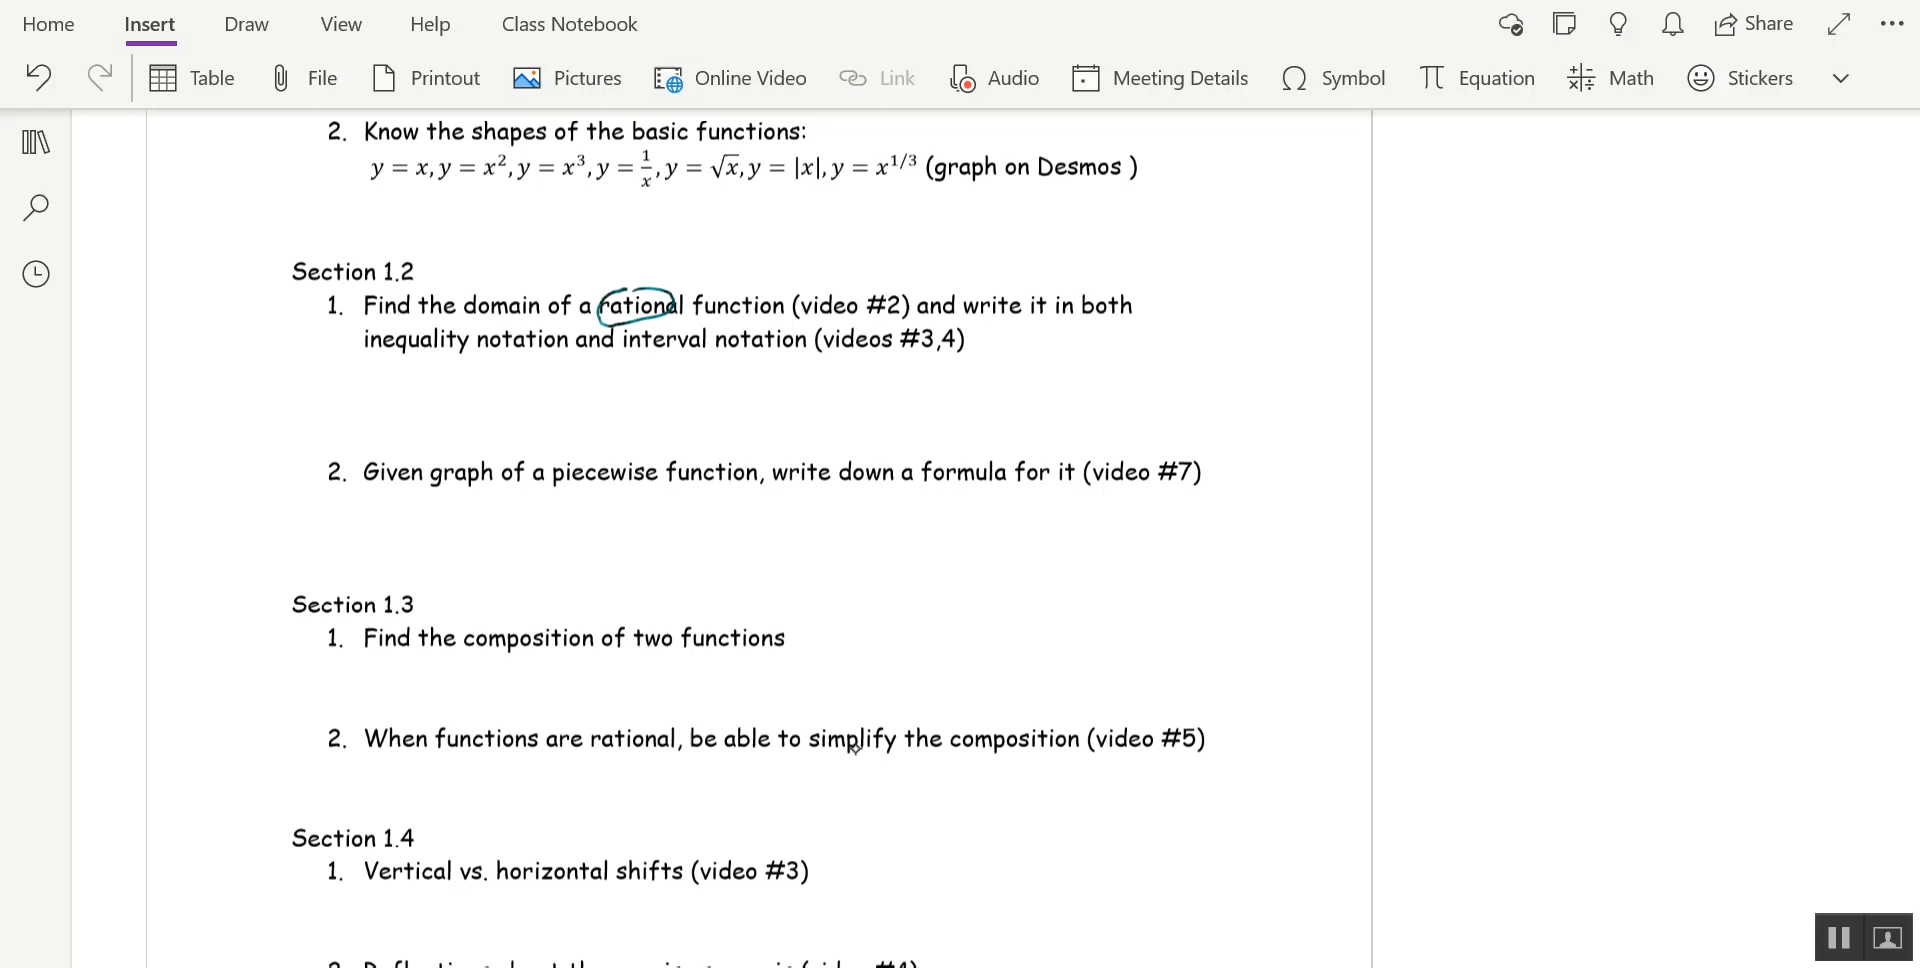 Home Insert Draw View Help Class Notebook Share
Table File Printout Pictures Online Video Link Audio Meeting Details Symbol Equation Math Stickers
2. Know the shapes of the basic functions:
y = x, y = x², y = x³, y = 1/x, y = √x, y = |x|, y = x^{1/3} (graph on Desmos )
Section 1.2
1. Find the domain of a rational function (video #2) and write it in both
inequality notation and interval notation (videos #3,4)
2. Given graph of a piecewise function, write down a formula for it (video #7)
Section 1.3
1. Find the composition of two functions
2. When functions are rational, be able to simplify the composition (video #5)
Section 1.4
1. Vertical vs. horizontal shifts (video #3)